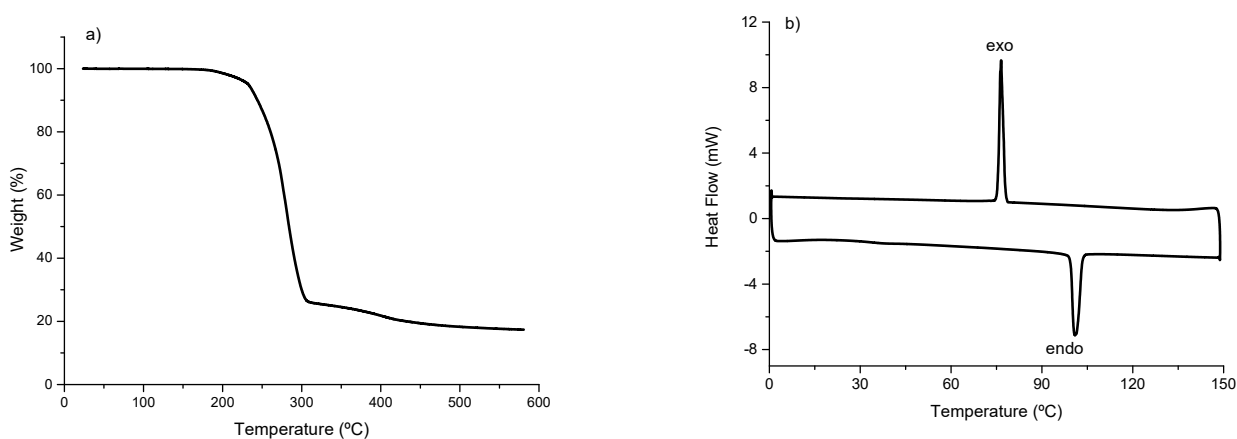 a)
100
80
60
40
20
0
Weight (%)
0 100 200 300 400 500 600
Temperature (ºC)
b)
12
8
4
0
-4
-8
Heat Flow (mW)
exo
endo
0 30 60 90 120 150
Temperature (ºC)